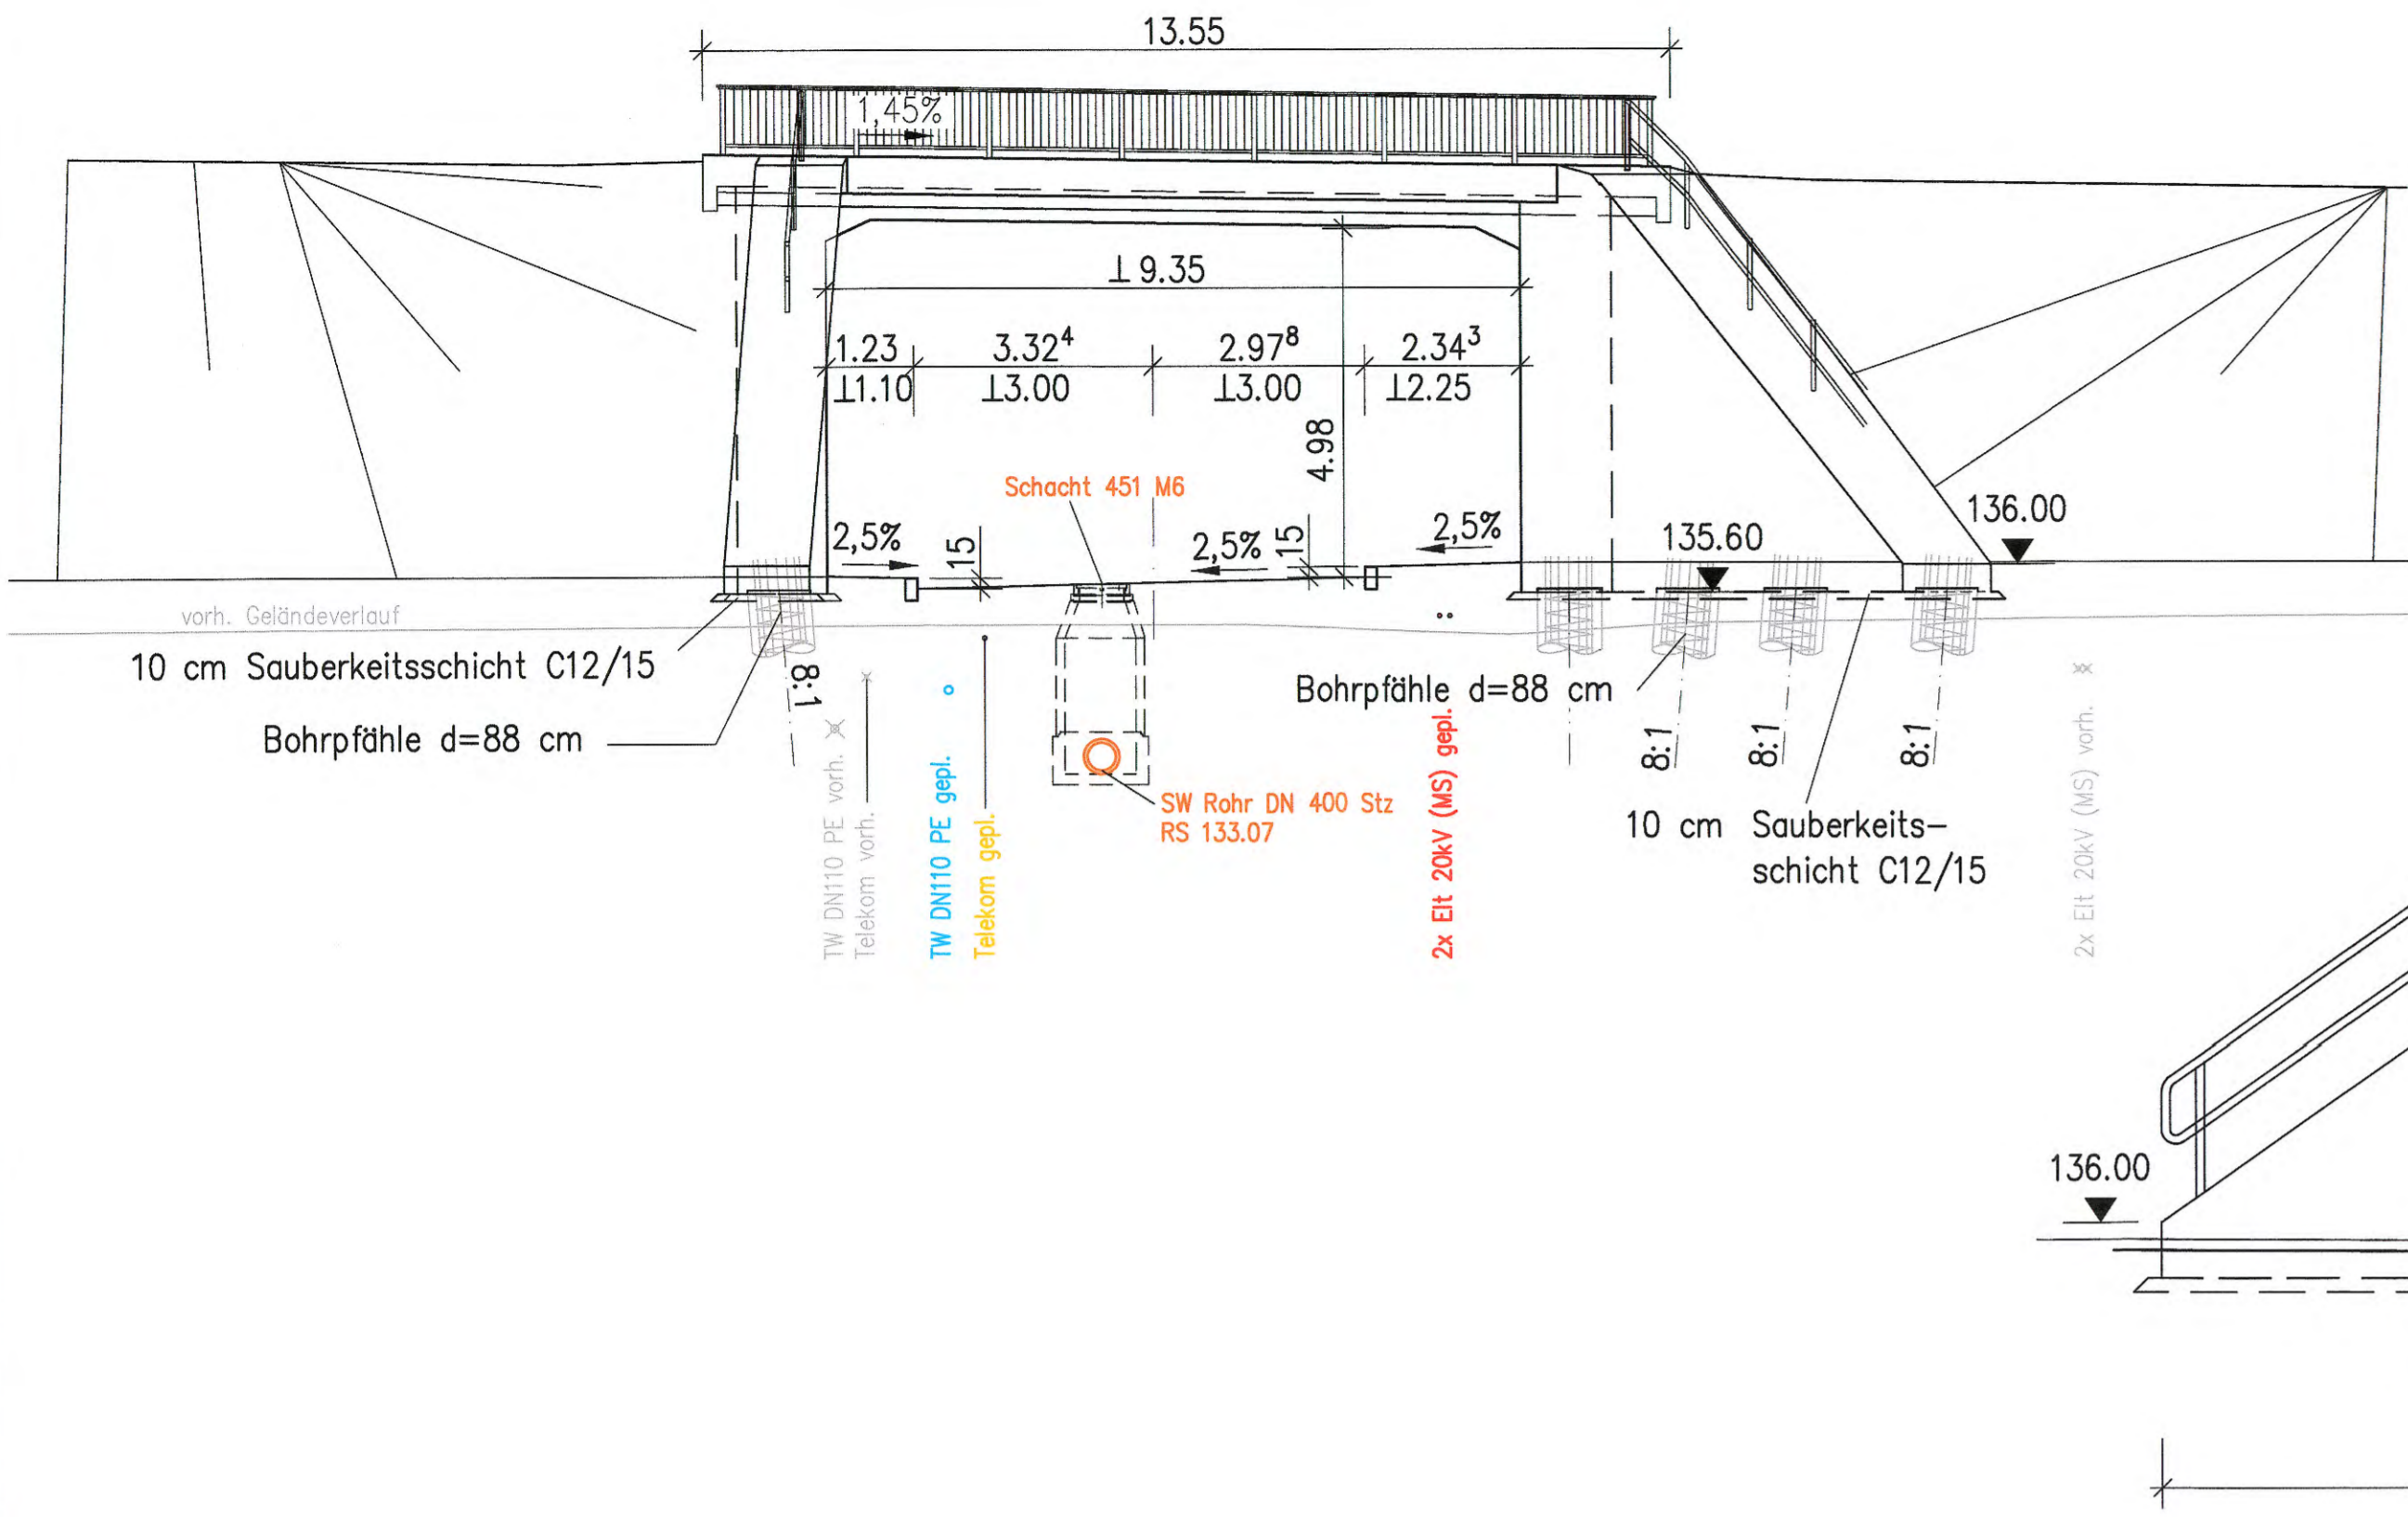 13.55
1,45%
⊥9.35
1.23 3.32⁴ 2.97⁸ 2.34³
⊥1.10 ⊥3.00 ⊥3.00 ⊥2.25
4.98
Schacht 451 M6
136.00
2,5% 15 2,5% 15 2,5% 135.60
vorh. Geländeverlauf
10 cm Sauberkeitsschicht C12/15
Bohrpfähle d=88 cm
8:1
Bohrpfähle d=88 cm
8:1
8:1
8:1
TW DN110 PE vorh.
Telekom vorh.
TW DN110 PE gepl.
Telekom gepl.
SW Rohr DN 400 Stz
RS 133.07
2x Elt 20kV (MS) gepl.
10 cm Sauberkeits-
schicht C12/15
2x Elt 20kV (MS) vorh.
136.00